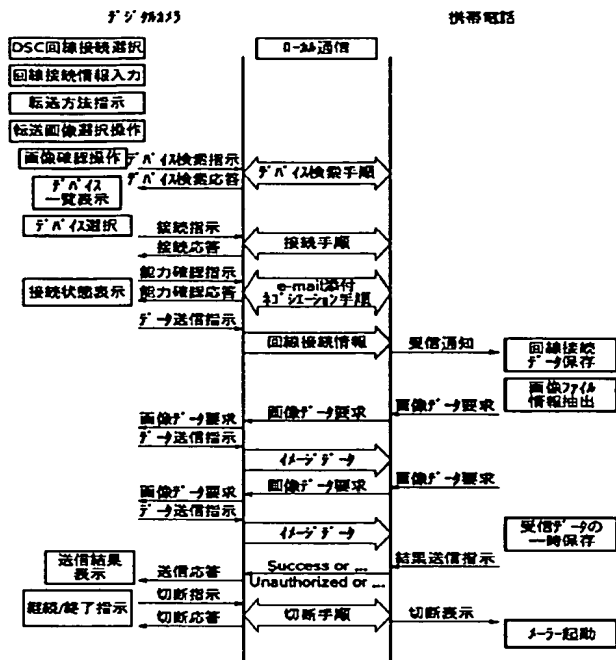 デジタルカメラ
携帯電話
DSC回線接続選択
ローカル通信
回線接続情報入力
転送方法指示
転送画像選択操作
画像確認操作
デバイス検索指示
デバイス検索手順
デバイス検索応答
デバイス
一覧表示
デバイス選択
接続指示
接続手順
接続応答
能力確認指示
e-mail添付
ネゴシエーション手順
接続状態表示
能力確認応答
データ送信指示
回線接続情報
受信通知
回線接続
データ保存
画像ファイル
情報抽出
画像データ要求
画像データ要求
画像データ要求
データ送信指示
イメージデータ
画像データ要求
画像データ要求
画像データ要求
データ送信指示
イメージデータ
受信データの
一時保存
送信結果
表示
送信応答
Success or ...
Unauthorized or ...
結果送信指示
継続/終了指示
切断指示
切断手順
切断表示
切断応答
メーラー起動